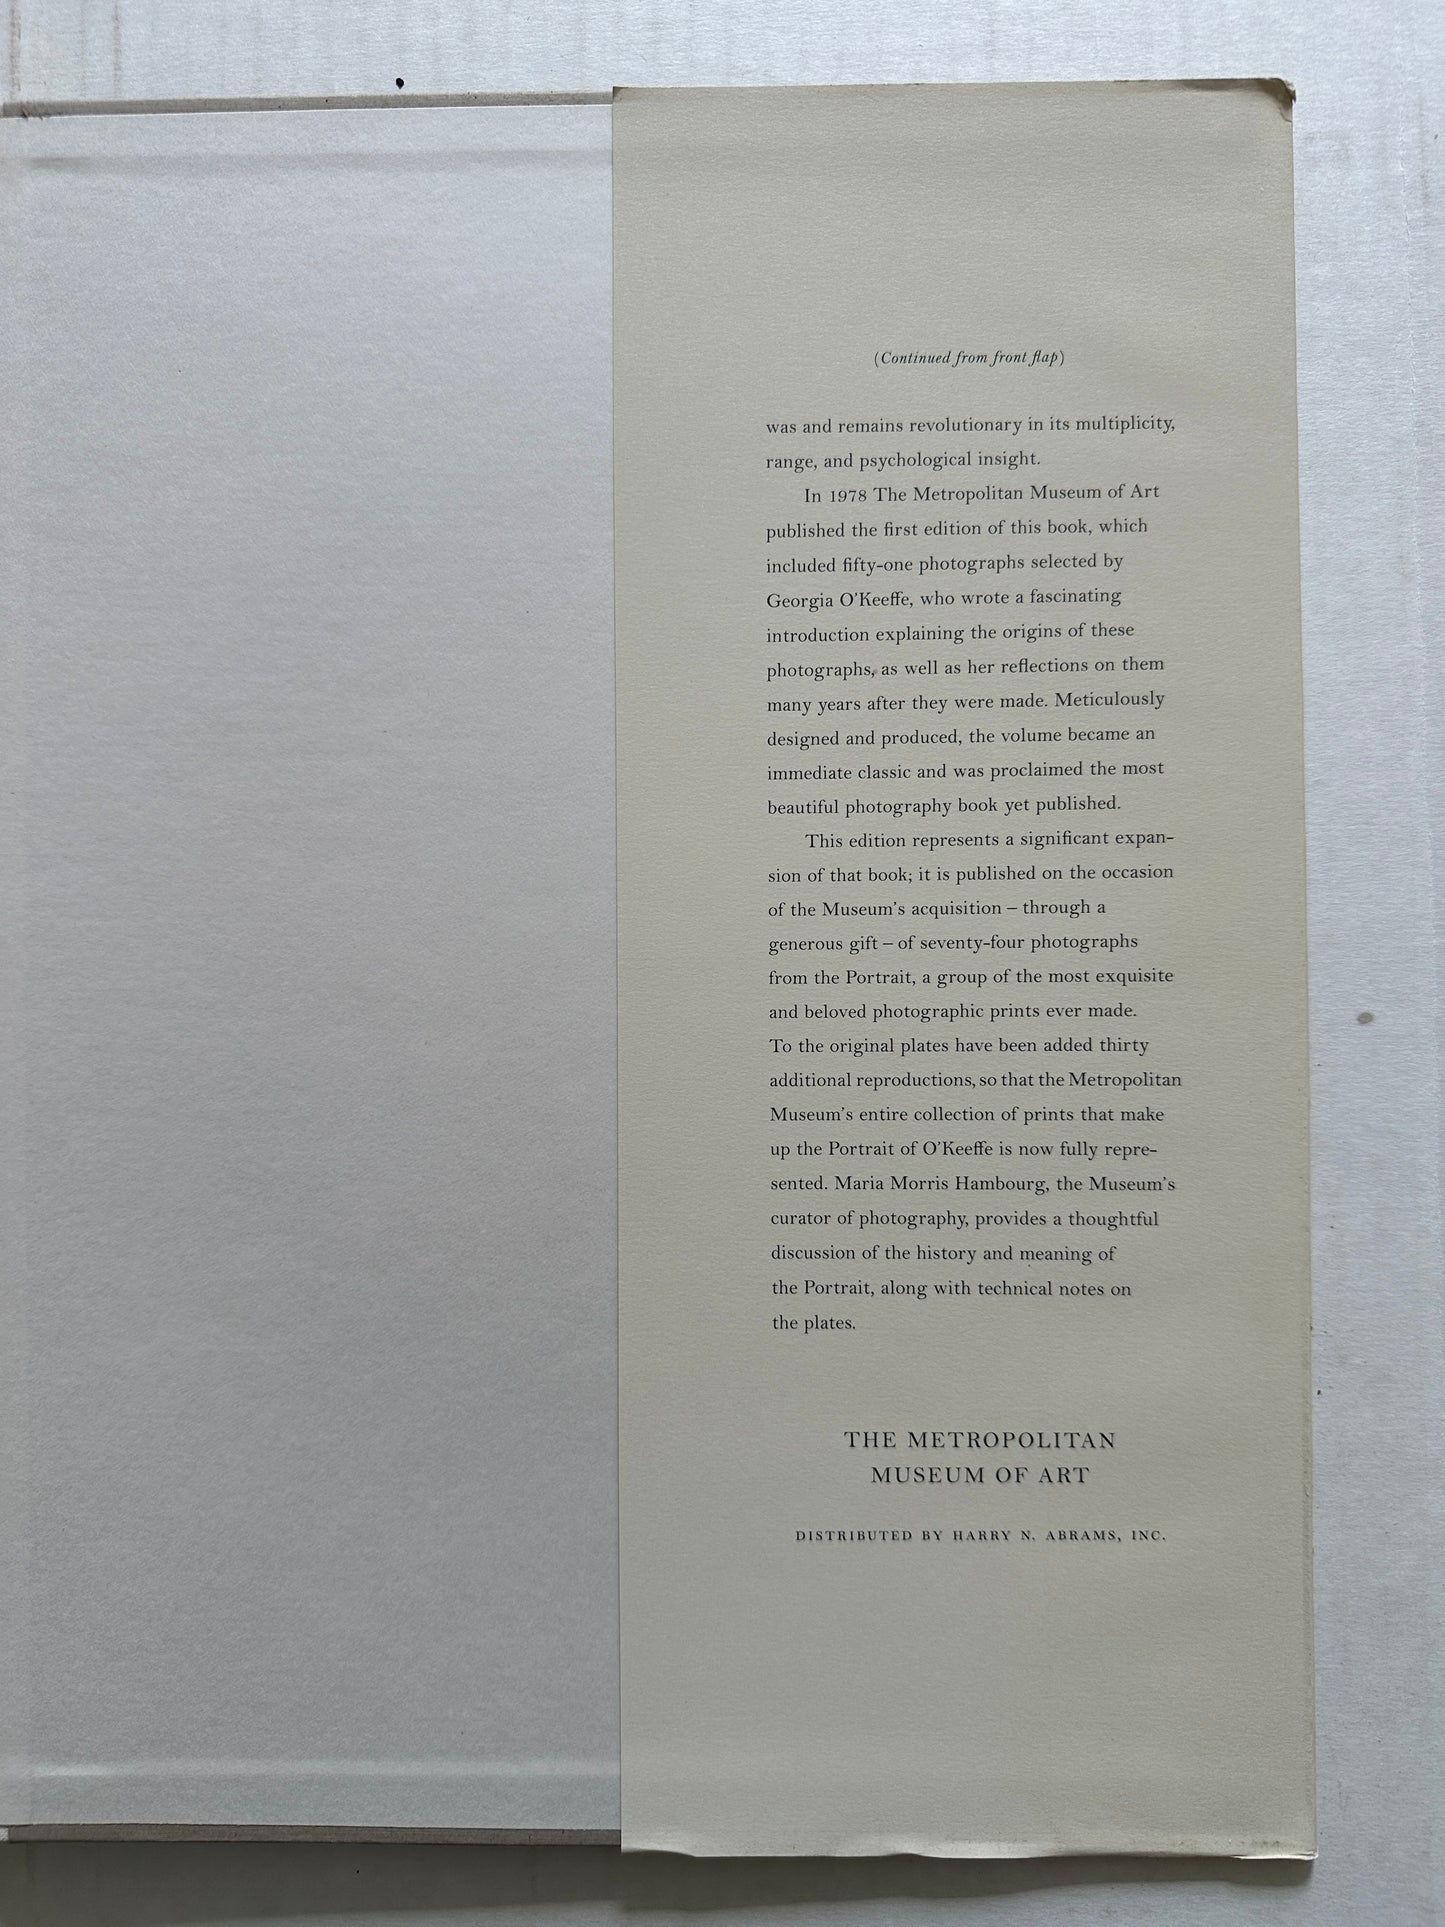 (Continued from front flap)
was and remains revolutionary in its multiplicity,
range, and psychological insight.
In 1978 The Metropolitan Museum of Art
published the first edition of this book, which
included fifty-one photographs selected by
Georgia O'Keeffe, who wrote a fascinating
introduction explaining the origins of these
photographs, as well as her reflections on them
many years after they were made. Meticulously
designed and produced, the volume became an
immediate classic and was proclaimed the most
beautiful photography book yet published.
This edition represents a significant expan-
sion of that book; it is published on the occasion
of the Museum's acquisition – through a
generous gift – of seventy-four photographs
from the Portrait, a group of the most exquisite
and beloved photographic prints ever made.
To the original plates have been added thirty
additional reproductions, so that the Metropolitan
Museum's entire collection of prints that make
up the Portrait of O'Keeffe is now fully repre-
sented. Maria Morris Hambourg, the Museum's
curator of photography, provides a thoughtful
discussion of the history and meaning of
the Portrait, along with technical notes on
the plates.
THE METROPOLITAN
MUSEUM OF ART
DISTRIBUTED BY HARRY N. ABRAMS, INC.